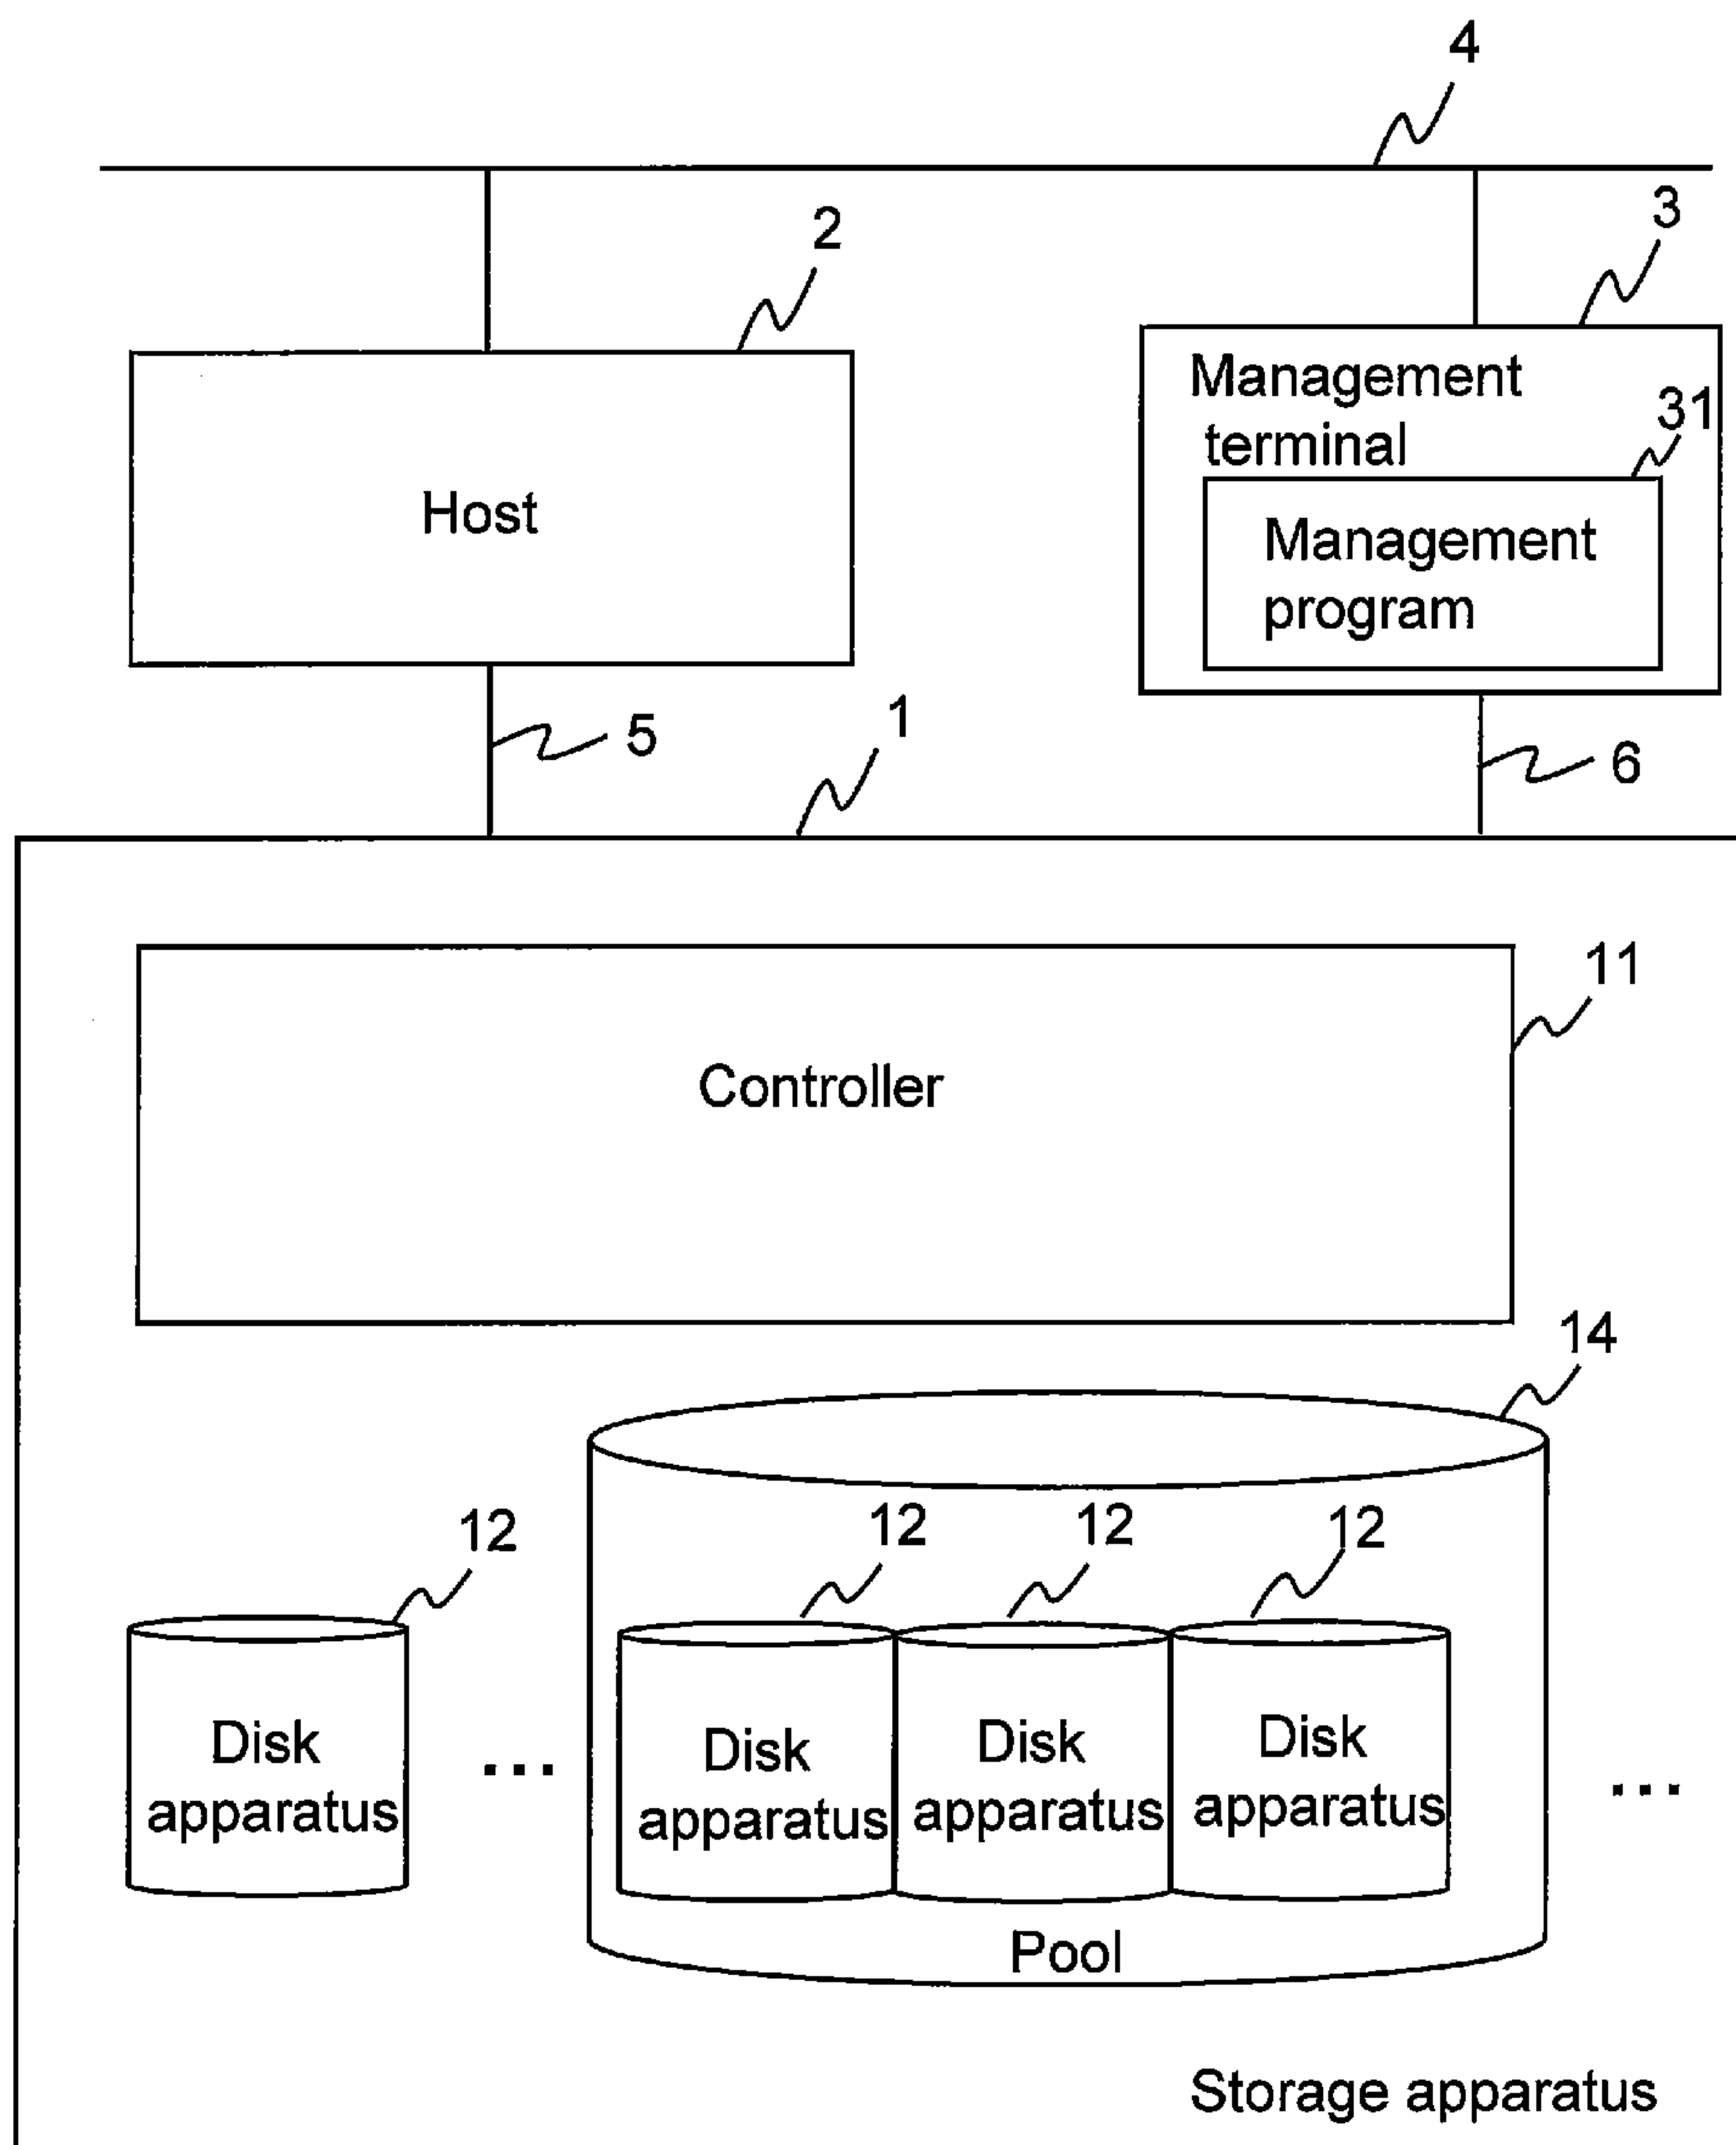 4
2
3
Management
terminal
31
Host
Management
program
5
1
6
11
Controller
14
12
12
12
12
Disk
apparatus
...
Disk
apparatus
Disk
apparatus
Disk
apparatus
...
Pool
Storage apparatus